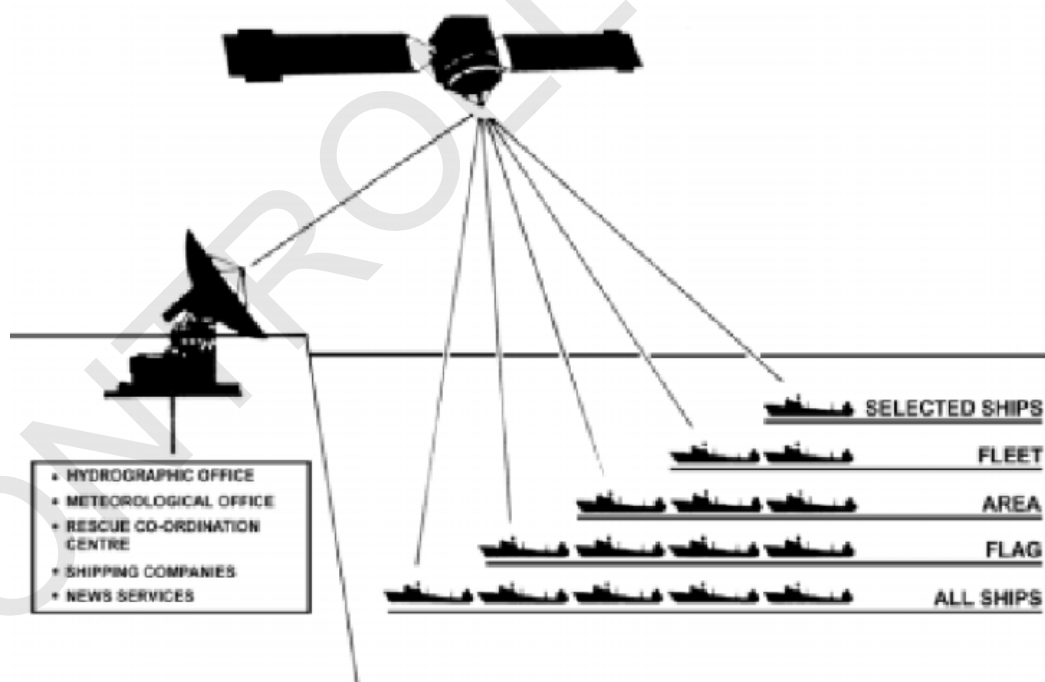 CONTROL
+ HYDROGRAPHIC OFFICE
+ METEOROLOGICAL OFFICE
+ RESCUE CO-ORDINATION
CENTRE
+ SHIPPING COMPANIES
+ NEWS SERVICES
SELECTED SHIPS
FLEET
AREA
FLAG
ALL SHIPS